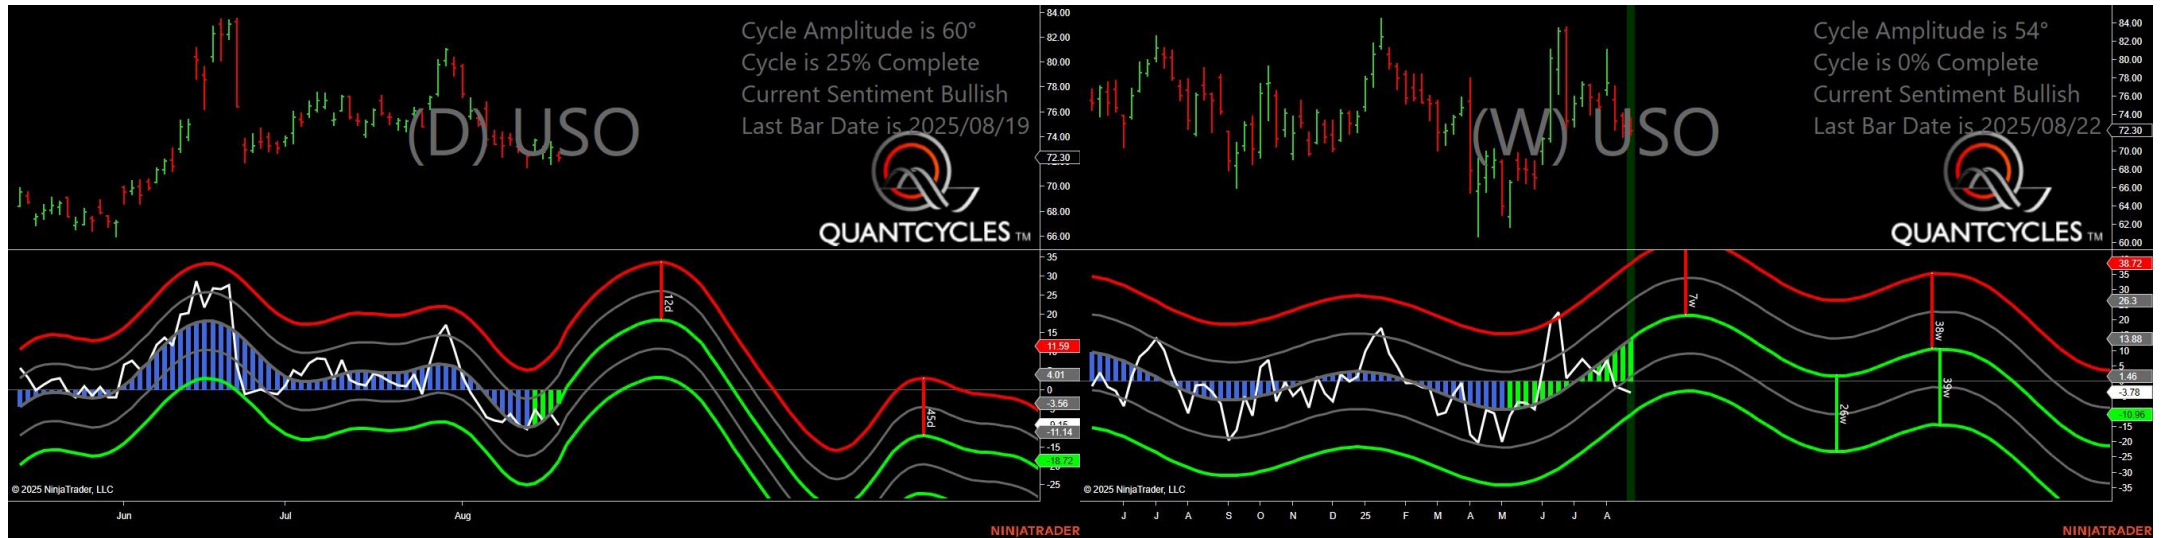 Cycle Amplitude is 60°
Cycle is 25% Complete
Current Sentiment Bullish
Last Bar Date is 2025/08/19
(D) USO
QUANTCYCLES TM
84.00
82.00
80.00
78.00
76.00
74.00
72.30
70.00
68.00
66.00
35
30
25
20
15
11.59
4.01
0
-3.56
-11.14
-15
-18.72
-25
12d
45d
© 2025 NinjaTrader, LLC
Jun
Jul
Aug
NINJATRADER
Cycle Amplitude is 54°
Cycle is 0% Complete
Current Sentiment Bullish
Last Bar Date is 2025/08/22
(W) USO
QUANTCYCLES TM
84.00
82.00
80.00
78.00
76.00
74.00
72.30
70.00
68.00
66.00
64.00
62.00
60.00
38.72
35
26.3
20
13.88
10
1.46
-3.78
-10.96
-15
-20
-25
-30
-35
7w
38w
26w
39w
© 2025 NinjaTrader, LLC
J
J
A
S
O
N
D
25
F
M
A
M
J
J
A
NINJATRADER